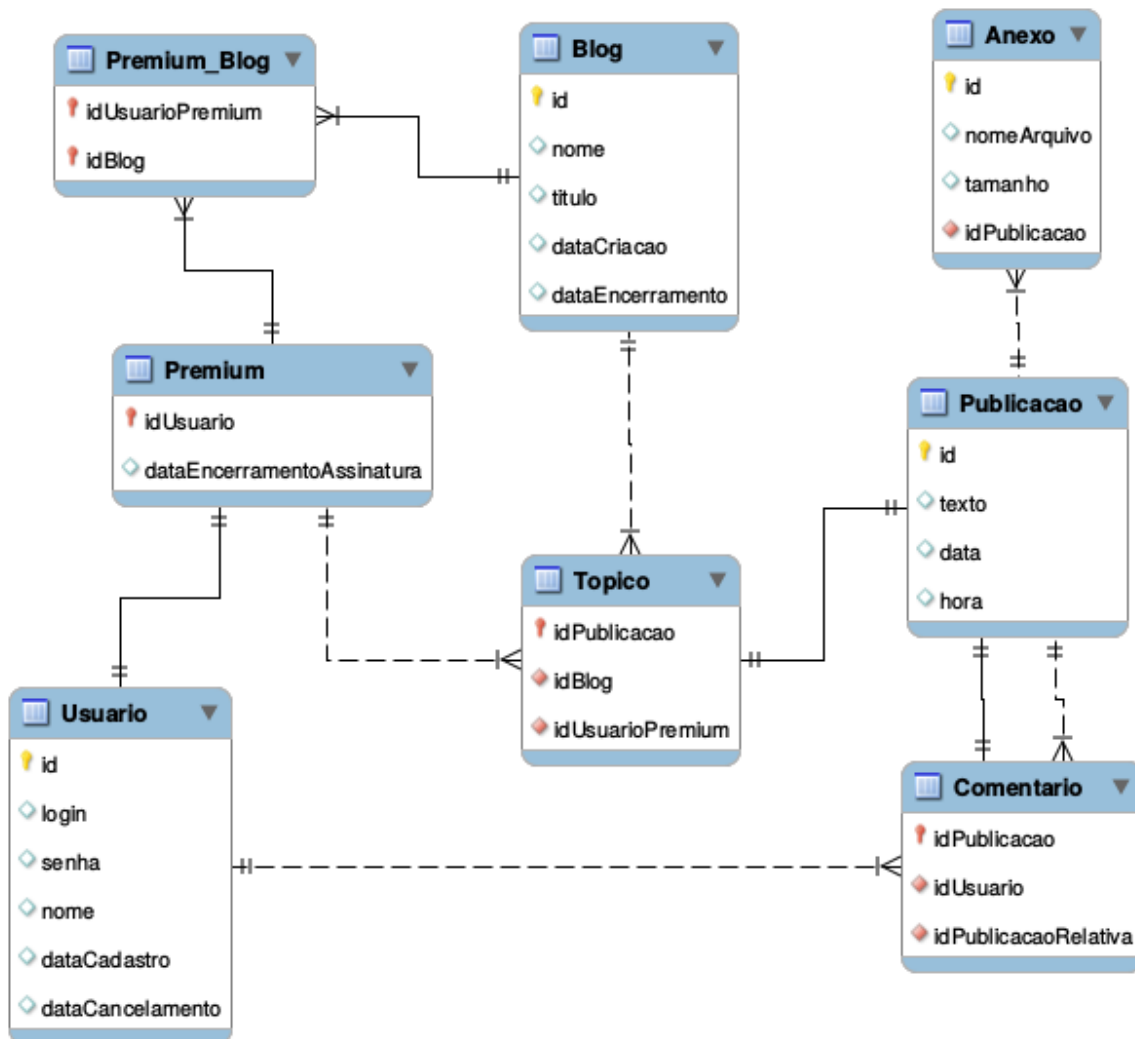 Premium_Blog
idUsuarioPremium
idBlog
Blog
id
nome
titulo
dataCriacao
dataEncerramento
Anexo
id
nomeArquivo
tamanho
idPublicacao
Premium
idUsuario
dataEncerramentoAssinatura
Publicacao
id
texto
data
hora
Topico
idPublicacao
idBlog
idUsuarioPremium
Usuario
id
login
senha
nome
dataCadastro
dataCancelamento
Comentario
idPublicacao
idUsuario
idPublicacaoRelativa